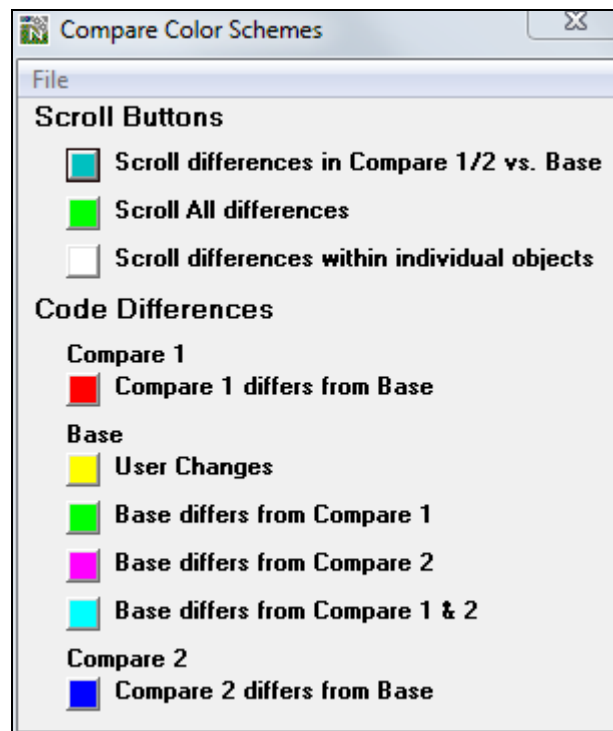 Compare Color Schemes
File
Scroll Buttons
Scroll differences in Compare 1/2 vs. Base
Scroll All differences
Scroll differences within individual objects
Code Differences
Compare 1
Compare 1 differs from Base
Base
User Changes
Base differs from Compare 1
Base differs from Compare 2
Base differs from Compare 1 & 2
Compare 2
Compare 2 differs from Base